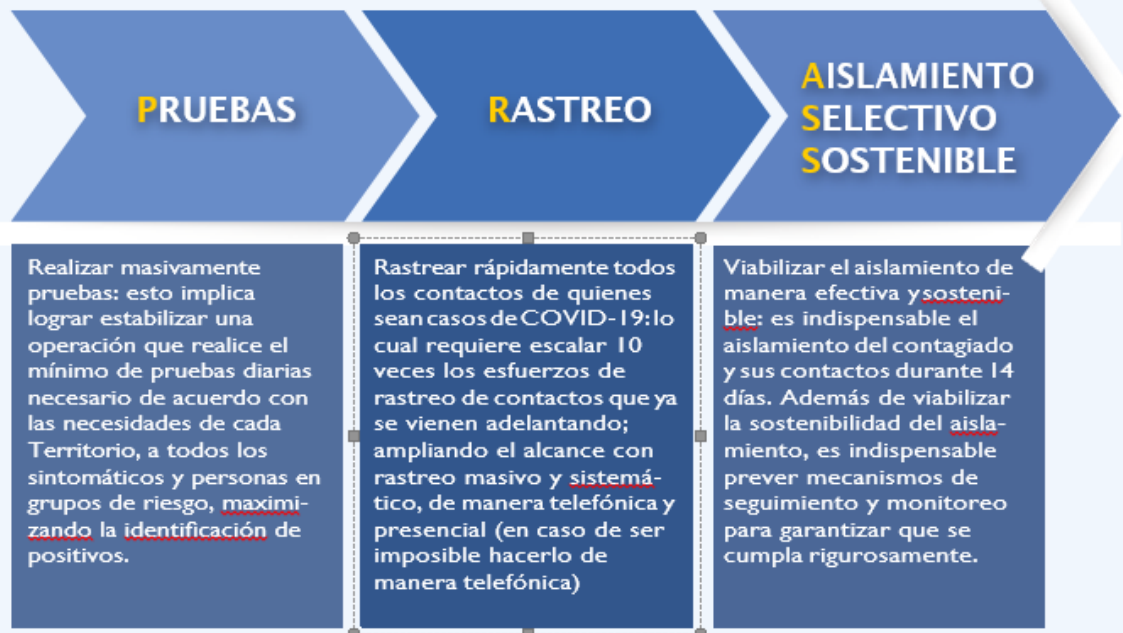 PRUEBAS
RASTREO
AISLAMIENTO
SELECTIVO
SOSTENIBLE
Realizar masivamente
pruebas: esto implica
lograr estabilizar una
operación que realice el
mínimo de pruebas diarias
necesario de acuerdo con
las necesidades de cada
Territorio, a todos los
sintomáticos y personas en
grupos de riesgo, maximi-
zando la identificación de
positivos.
Rastrear rápidamente todos
los contactos de quienes
sean casos de COVID-19: lo
cual requiere escalar 10
veces los esfuerzos de
rastreo de contactos que ya
se vienen adelantando;
ampliando el alcance con
rastreo masivo y sistemá-
tico, de manera telefónica y
presencial (en caso de ser
imposible hacerlo de
manera telefónica)
Viabilizar el aislamiento de
manera efectiva y sosteni-
ble: es indispensable el
aislamiento del contagiado
y sus contactos durante 14
días. Además de viabilizar
la sostenibilidad del aisla-
miento, es indispensable
prever mecanismos de
seguimiento y monitoreo
para garantizar que se
cumpla rigurosamente.